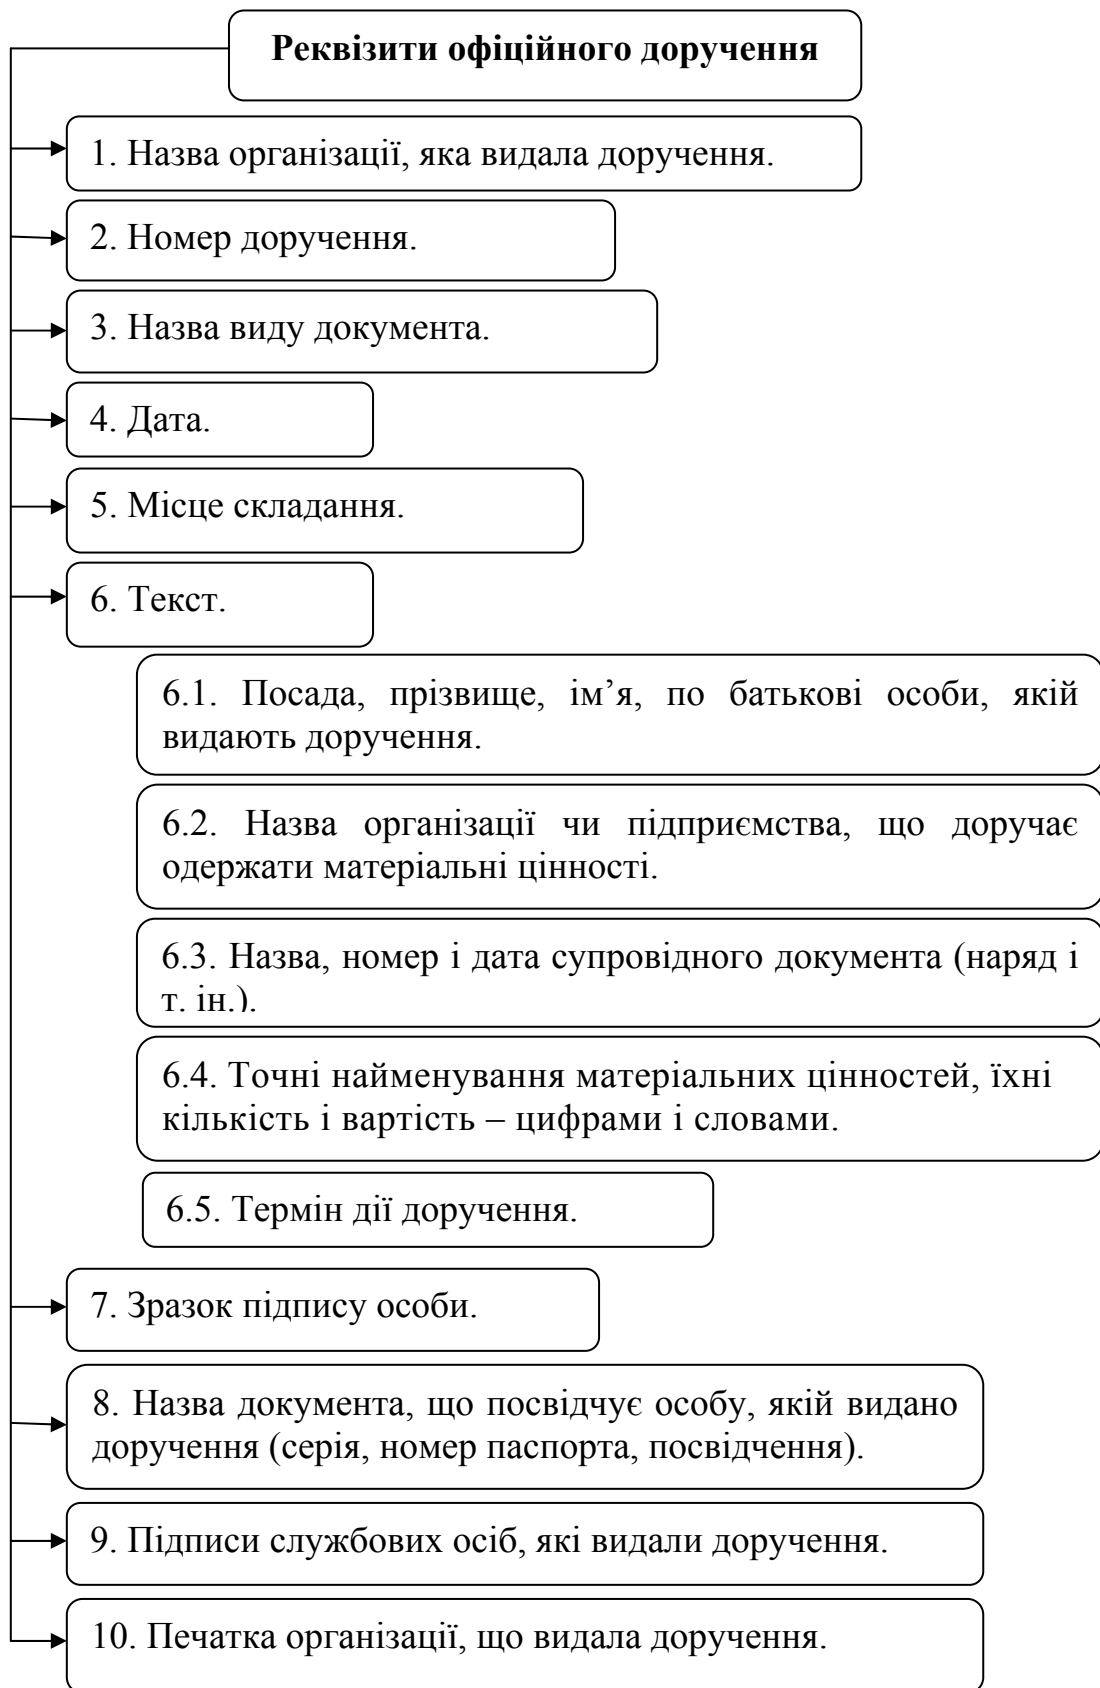 Реквізити офіційного доручення
1. Назва організації, яка видала доручення.
2. Номер доручення.
3. Назва виду документа.
4. Дата.
5. Місце складання.
6. Текст.
6.1. Посада, прізвище, ім’я, по батькові особи, якій
видають доручення.
6.2. Назва організації чи підприємства, що доручає
одержати матеріальні цінності.
6.3. Назва, номер і дата супровідного документа (наряд і
т. ін.).
6.4. Точні найменування матеріальних цінностей, їхні
кількість і вартість – цифрами і словами.
6.5. Термін дії доручення.
7. Зразок підпису особи.
8. Назва документа, що посвідчує особу, якій видано
доручення (серія, номер паспорта, посвідчення).
9. Підписи службових осіб, які видали доручення.
10. Печатка організації, що видала доручення.